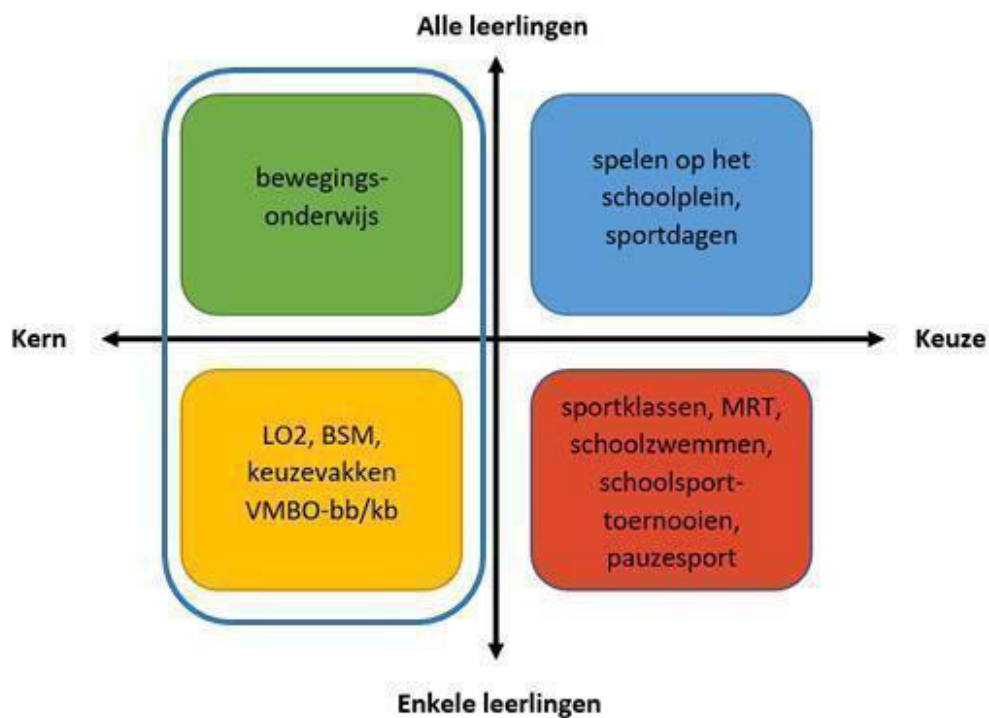 Alle leerlingen
bewegings-
onderwijs
spelen op het
schoolplein,
sportdagen
Kern
Keuze
LO2, BSM,
keuzevakken
VMBO-bb/kb
sportklassen, MRT,
schoolzwemmen,
schoolsport-
toernooien,
pauzesport
Enkele leerlingen